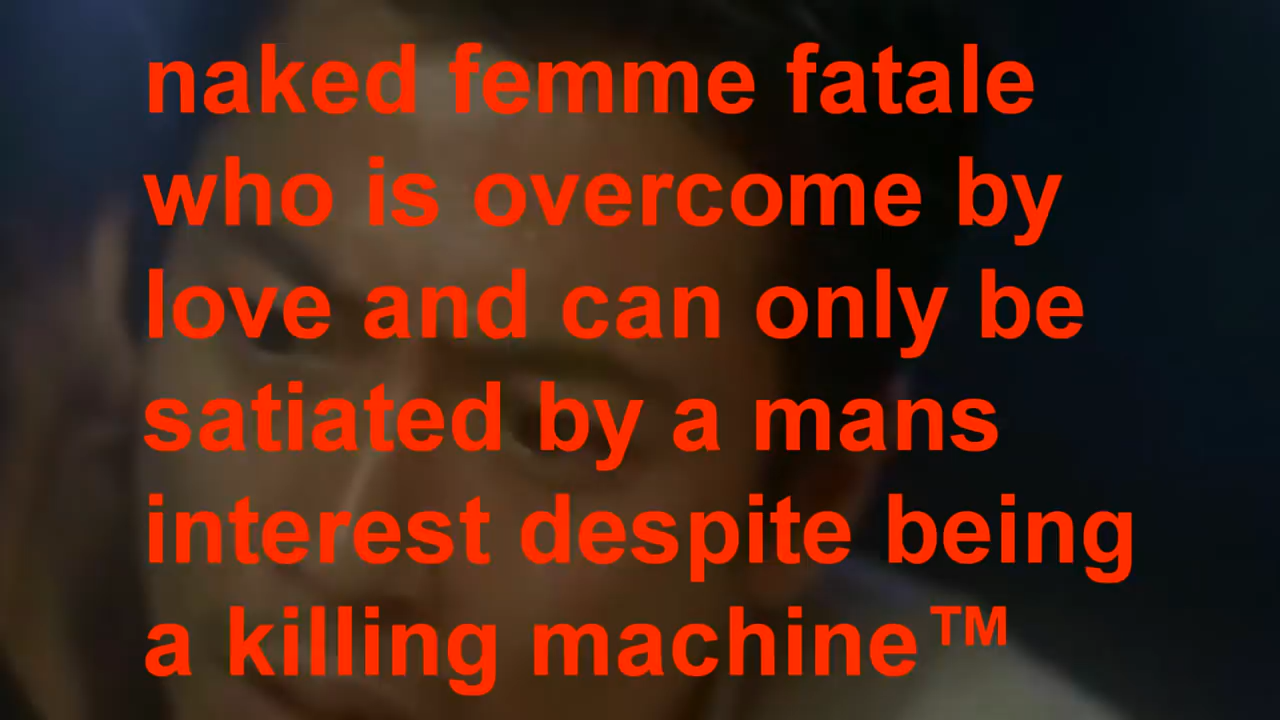 naked femme fatale
who is overcome by
love and can only be
satiated by a mans
interest despite being
a killing machine™